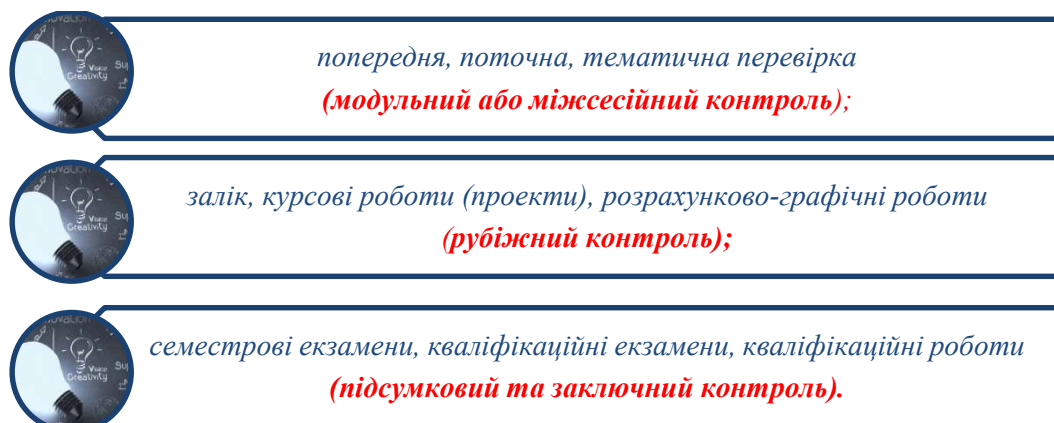 попередня, поточна, тематична перевірка
(модульний або міжсесійний контроль);
залік, курсові роботи (проекти), розрахунково-графічні роботи
(рубіжний контроль);
семестрові екзамени, кваліфікаційні екзамени, кваліфікаційні роботи
(підсумковий та заключний контроль).